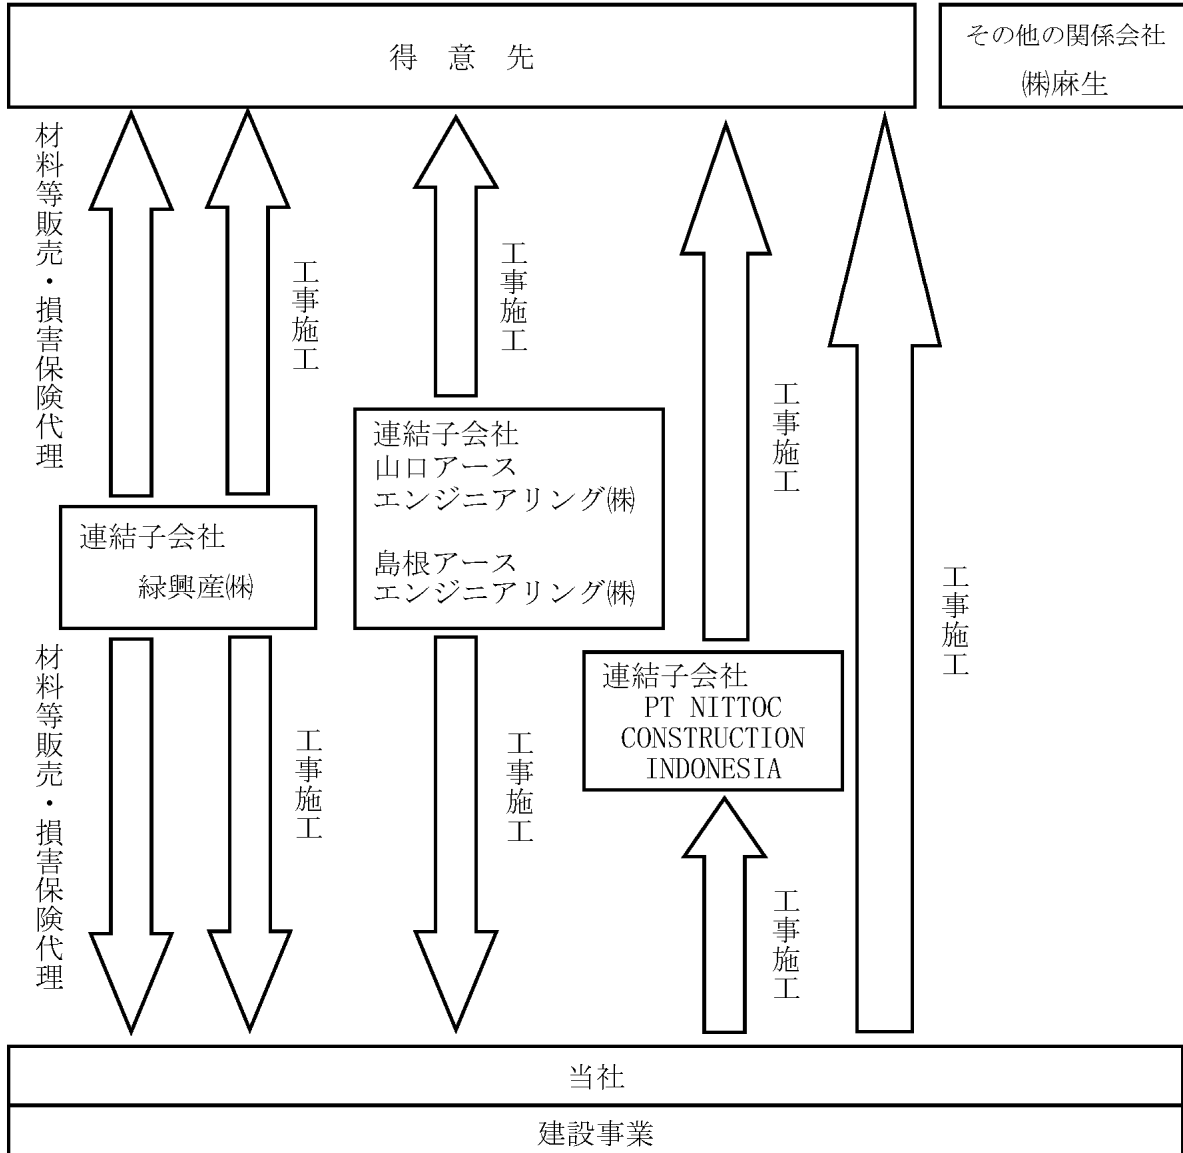 得意先
その他の関係会社
㈱麻生
材料等販売・損害保険代理
工事施工
工事施工
工事施工
工事施工
連結子会社
緑興産㈱
連結子会社
山口アース
エンジニアリング㈱
島根アース
エンジニアリング㈱
連結子会社
PT NITTOC
CONSTRUCTION
INDONESIA
材料等販売・損害保険代理
工事施工
工事施工
工事施工
当社
建設事業